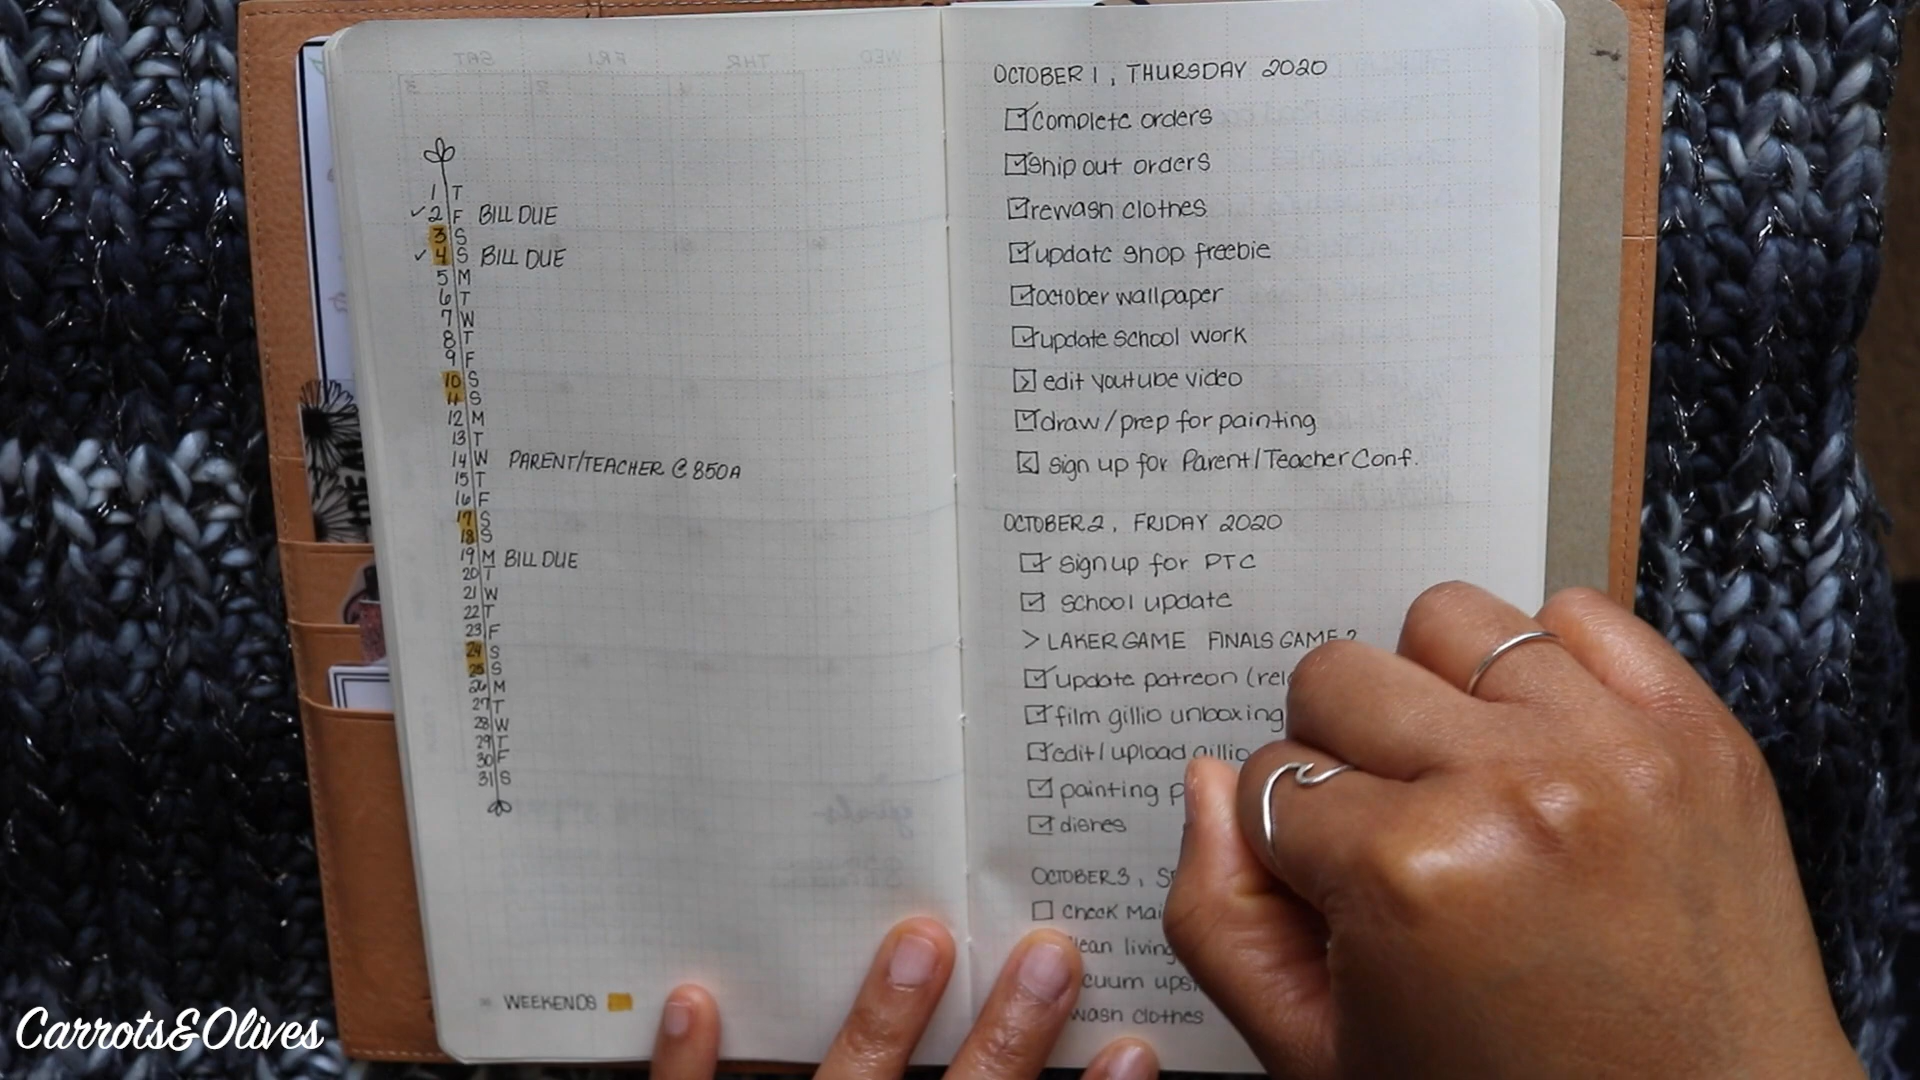 1 T
✓ 2 F BILL DUE
3 S
✓ 4 S BILL DUE
5 M
6 T
7 W
8 T
9 F
10 S
11 S
12 M
13 T
14 W PARENT/TEACHER @ 850A
15 T
16 F
17 S
18 S
19 M BILL DUE
20 T
21 W
22 T
23 F
24 S
25 S
26 M
27 T
28 W
29 T
30 F
31 S
WEEKENDS
OCTOBER 1, THURSDAY 2020
complete orders
ship out orders
rewash clothes
update shop freebie
october wallpaper
update school work
edit youtube video
draw/prep for painting
sign up for Parent/Teacher Conf.
OCTOBER 2, FRIDAY 2020
sign up for PTC
school update
> LAKER GAME FINALS GAME 2
update patreon
film gillio unboxing
edit/upload gillio
painting
dishes
OCTOBER 3,
check
living
wash clothes
Carrots&Olives